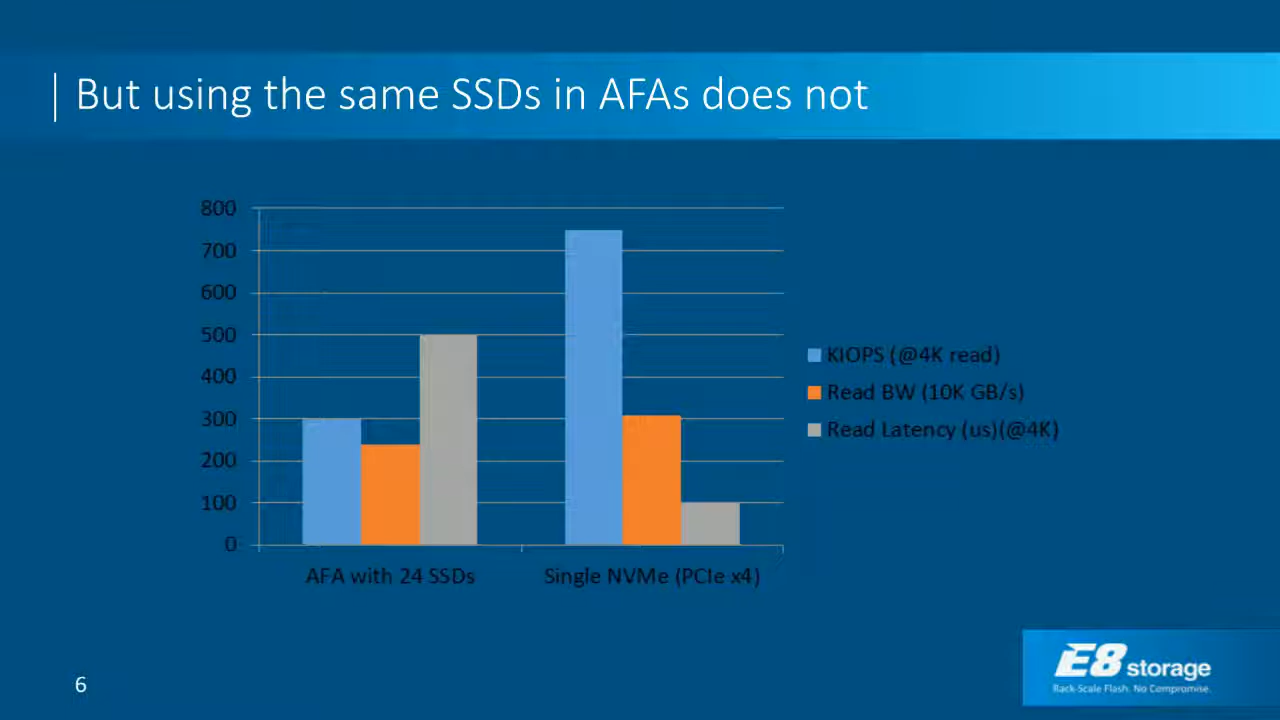 But using the same SSDs in AFAs does not
800
700
600
500
400
300
200
100
0
AFA with 24 SSDs
Single NVMe (PCIe x4)
KIOPS (@4K read)
Read BW (10K GB/s)
Read Latency (us)(@4K)
6
E8 storage
Rack-Scale Flash. No Compromise.